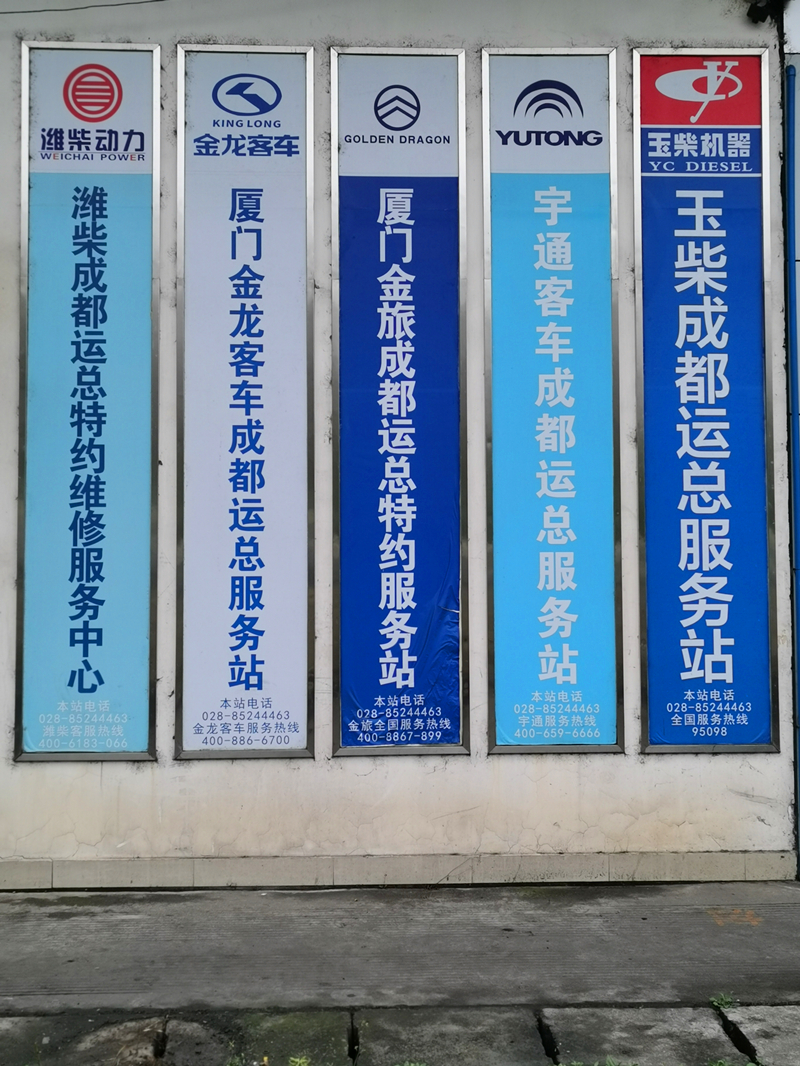 潍柴动力
WEICHAI POWER
潍柴成都运总特约维修服务中心
本站电话
028-85244463
潍柴客服热线
400-6183-066
KING LONG
金龙客车
厦门金龙客车成都运总服务站
本站电话
028-85244463
金龙客车服务热线
400-886-6700
GOLDEN DRAGON
厦门金旅成都运总特约服务站
本站电话
028-85244463
金旅全国服务热线
400-8867-899
YUTONG
宇通客车成都运总服务站
本站电话
028-85244463
宇通服务热线
400-659-6666
玉柴机器
YC DIESEL
玉柴成都运总服务站
本站电话
028-85244463
全国服务热线
95098